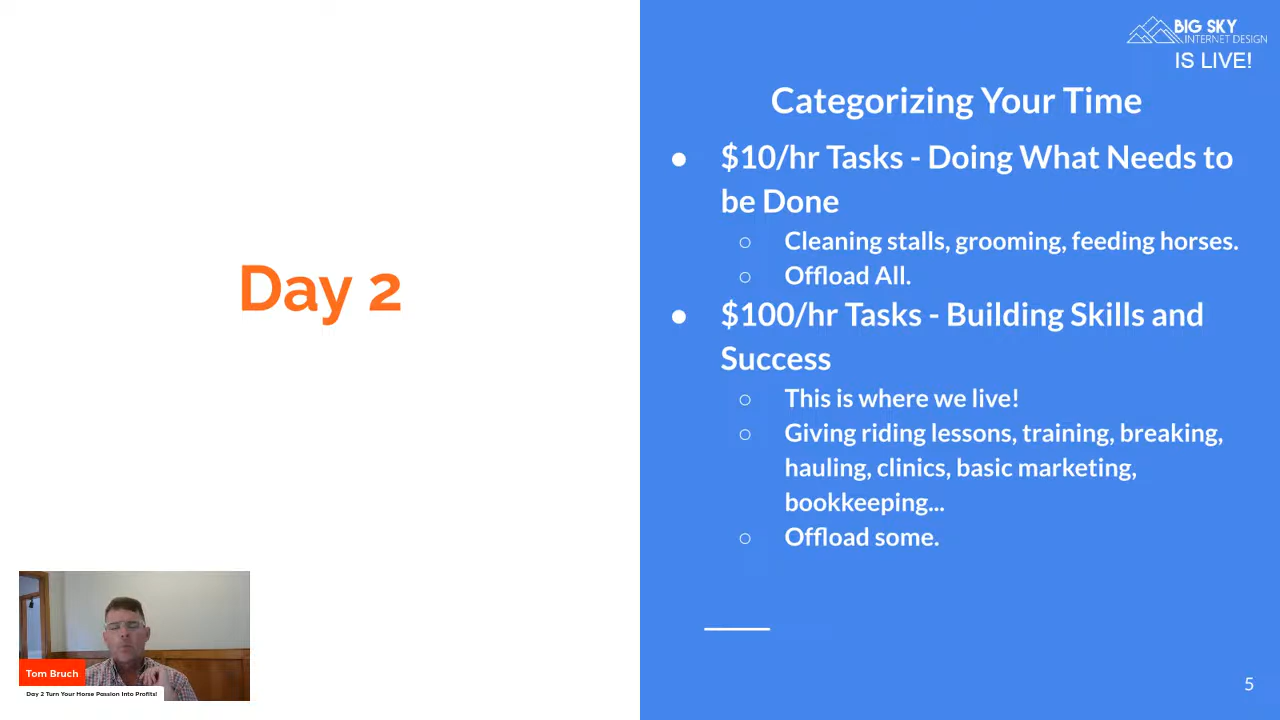 Day 2
Tom Bruch
Day 2 Turn Your Horse Passion Into Profits!
BIG SKY
INTERNET DESIGN
IS LIVE!
Categorizing Your Time
● $10/hr Tasks - Doing What Needs to
be Done
○ Cleaning stalls, grooming, feeding horses.
○ Offload All.
● $100/hr Tasks - Building Skills and
Success
○ This is where we live!
○ Giving riding lessons, training, breaking,
hauling, clinics, basic marketing,
bookkeeping...
○ Offload some.
5